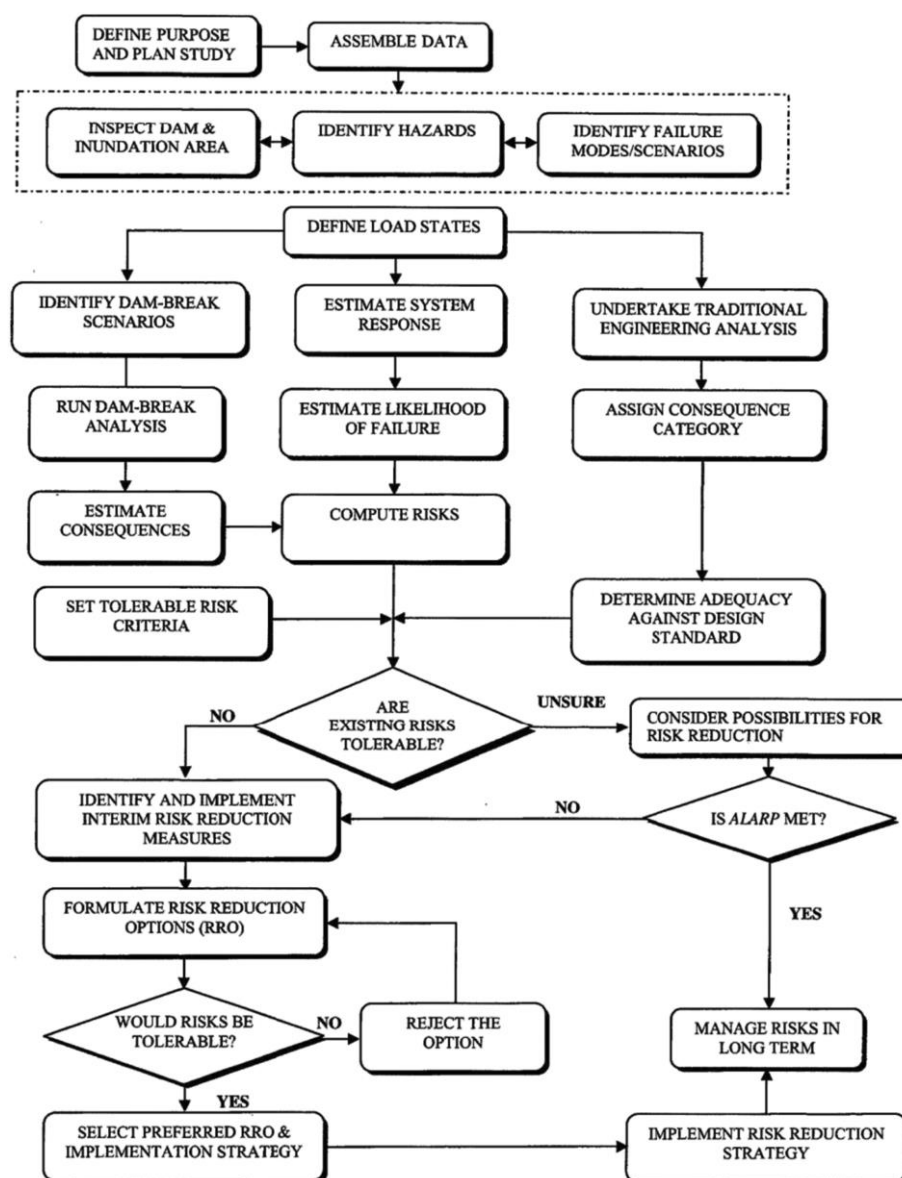 DEFINE PURPOSE
AND PLAN STUDY
ASSEMBLE DATA
INSPECT DAM &
INUNDATION AREA
IDENTIFY HAZARDS
IDENTIFY FAILURE
MODES/SCENARIOS
DEFINE LOAD STATES
IDENTIFY DAM-BREAK
SCENARIOS
ESTIMATE SYSTEM
RESPONSE
UNDERTAKE TRADITIONAL
ENGINEERING ANALYSIS
RUN DAM-BREAK
ANALYSIS
ESTIMATE LIKELIHOOD
OF FAILURE
ASSIGN CONSEQUENCE
CATEGORY
ESTIMATE
CONSEQUENCES
COMPUTE RISKS
SET TOLERABLE RISK
CRITERIA
DETERMINE ADEQUACY
AGAINST DESIGN
STANDARD
NO
ARE
EXISTING RISKS
TOLERABLE?
UNSURE
CONSIDER POSSIBILITIES FOR
RISK REDUCTION
IDENTIFY AND IMPLEMENT
INTERIM RISK REDUCTION
MEASURES
NO
IS ALARP MET?
FORMULATE RISK REDUCTION
OPTIONS (RRO)
YES
WOULD RISKS BE
TOLERABLE?
NO
REJECT THE
OPTION
MANAGE RISKS IN
LONG TERM
YES
SELECT PREFERRED RRO &
IMPLEMENTATION STRATEGY
IMPLEMENT RISK REDUCTION
STRATEGY